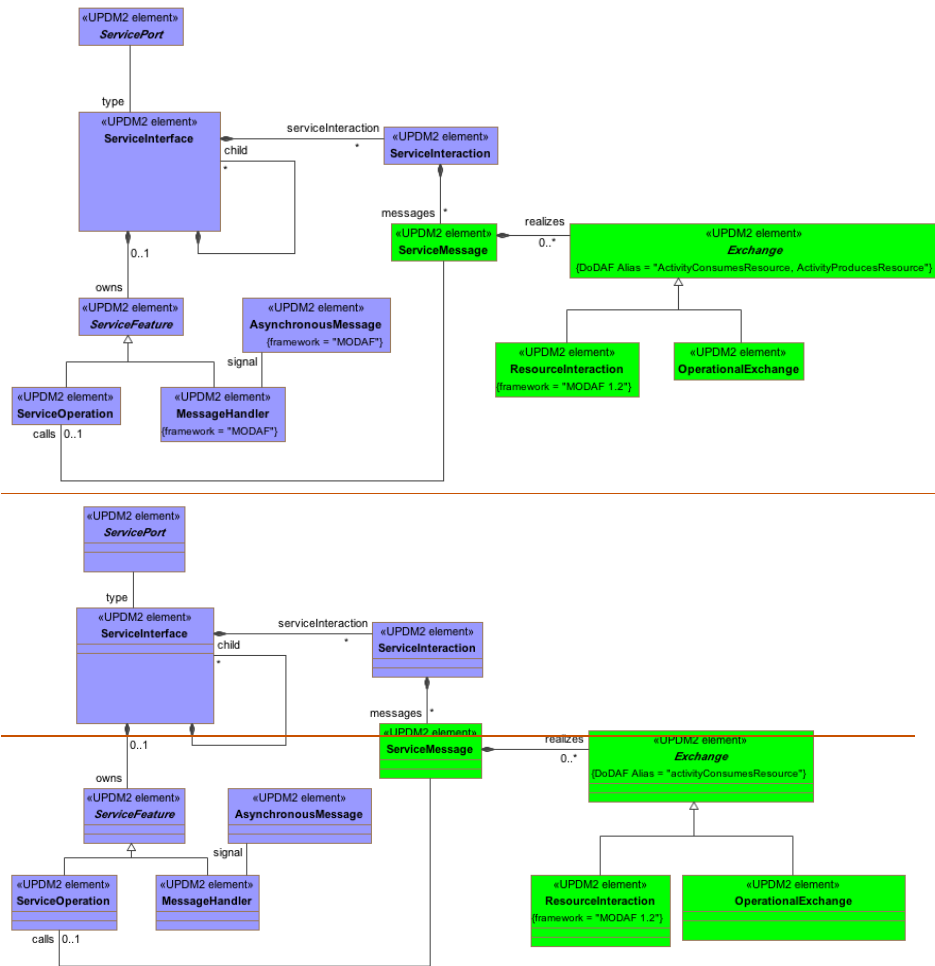 «UPDM2 element»
ServicePort
type
«UPDM2 element»
ServiceInterface
serviceInteraction
*
«UPDM2 element»
ServiceInteraction
child
*
messages
*
«UPDM2 element»
ServiceMessage
realizes
0..*
«UPDM2 element»
Exchange
{DoDAF Alias = "ActivityConsumesResource, ActivityProducesResource"}
0..1
owns
«UPDM2 element»
ServiceFeature
«UPDM2 element»
AsynchronousMessage
{framework = "MODAF"}
signal
«UPDM2 element»
ResourceInteraction
{framework = "MODAF 1.2"}
«UPDM2 element»
OperationalExchange
«UPDM2 element»
ServiceOperation
«UPDM2 element»
MessageHandler
{framework = "MODAF"}
calls 0..1
«UPDM2 element»
ServicePort
type
«UPDM2 element»
ServiceInterface
serviceInteraction
*
«UPDM2 element»
ServiceInteraction
child
*
messages
*
«UPDM2 element»
ServiceMessage
realizes
0..*
«UPDM2 element»
Exchange
{DoDAF Alias = "activityConsumesResource"}
0..1
owns
«UPDM2 element»
ServiceFeature
«UPDM2 element»
AsynchronousMessage
signal
«UPDM2 element»
ServiceOperation
«UPDM2 element»
MessageHandler
«UPDM2 element»
ResourceInteraction
{framework = "MODAF 1.2"}
«UPDM2 element»
OperationalExchange
calls 0..1